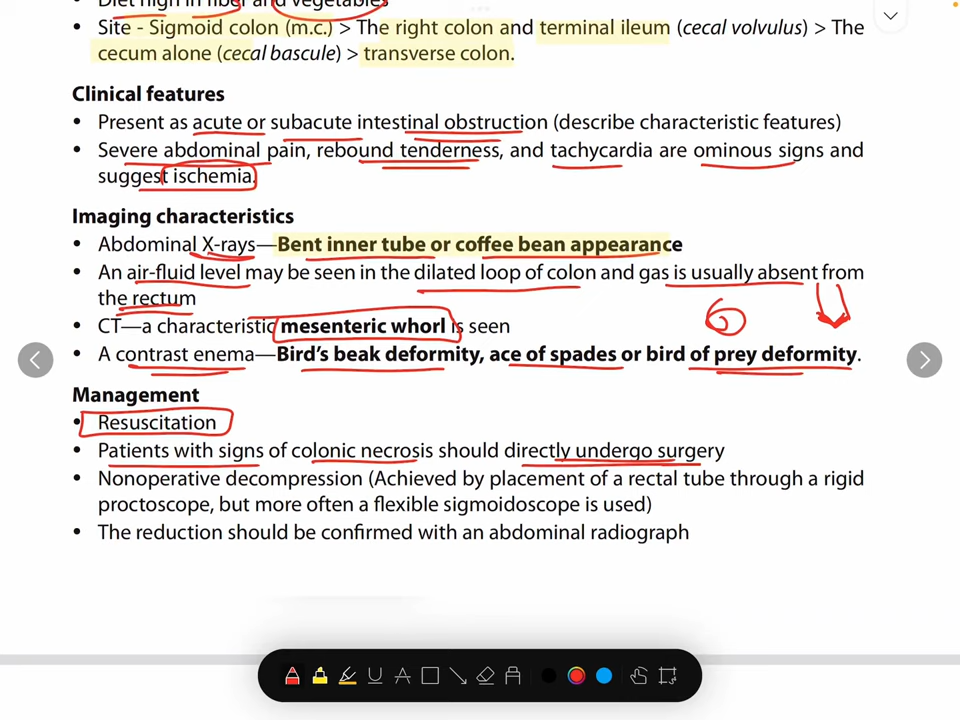 Diet high in fiber and vegetables
• Site - Sigmoid colon (m.c.) > The right colon and terminal ileum (cecal volvulus) > The
cecum alone (cecal bascule) > transverse colon.
Clinical features
• Present as acute or subacute intestinal obstruction (describe characteristic features)
• Severe abdominal pain, rebound tenderness, and tachycardia are ominous signs and
suggest ischemia.
Imaging characteristics
• Abdominal X-rays—Bent inner tube or coffee bean appearance
• An air-fluid level may be seen in the dilated loop of colon and gas is usually absent from
the rectum
• CT—a characteristic mesenteric whorl is seen
• A contrast enema—Bird's beak deformity, ace of spades or bird of prey deformity.
Management
• Resuscitation
• Patients with signs of colonic necrosis should directly undergo surgery
• Nonoperative decompression (Achieved by placement of a rectal tube through a rigid
proctoscope, but more often a flexible sigmoidoscope is used)
• The reduction should be confirmed with an abdominal radiograph